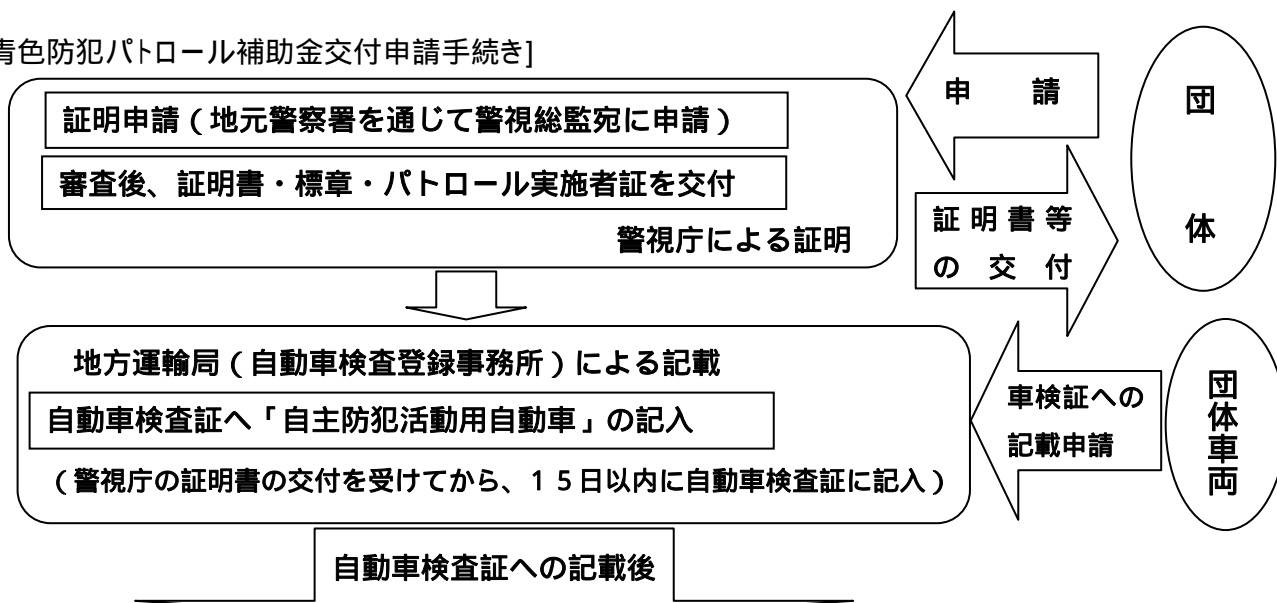 青色防犯パトロール補助金交付申請手続き]
証明申請(地元警察署を通じて警視総監宛に申請)
審査後、証明書・標章・パトロール実施者証を交付
警視庁による証明
申 請
証明書等
の 交 付
団
体
地方運輸局(自動車検査登録事務所)による記載
自動車検査証へ「自主防犯活動用自動車」の記入
(警視庁の証明書の交付を受けてから、15日以内に自動車検査証に記入)
車検証への
記載申請
団体車両
自動車検査証への記載後